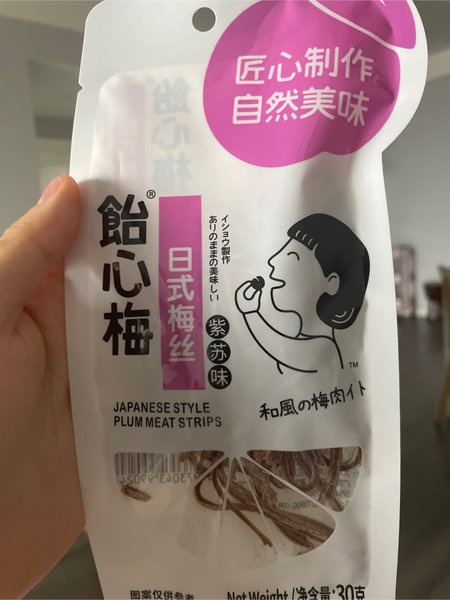 匠心制作
自然美味
飴心梅
®
日式梅丝
紫苏味
イショウ製作
ありのままの美味しい
TM
和風の梅肉イト
JAPANESE STYLE
PLUM MEAT STRIPS
图案仅供参考
Net Weight/净含量:30克